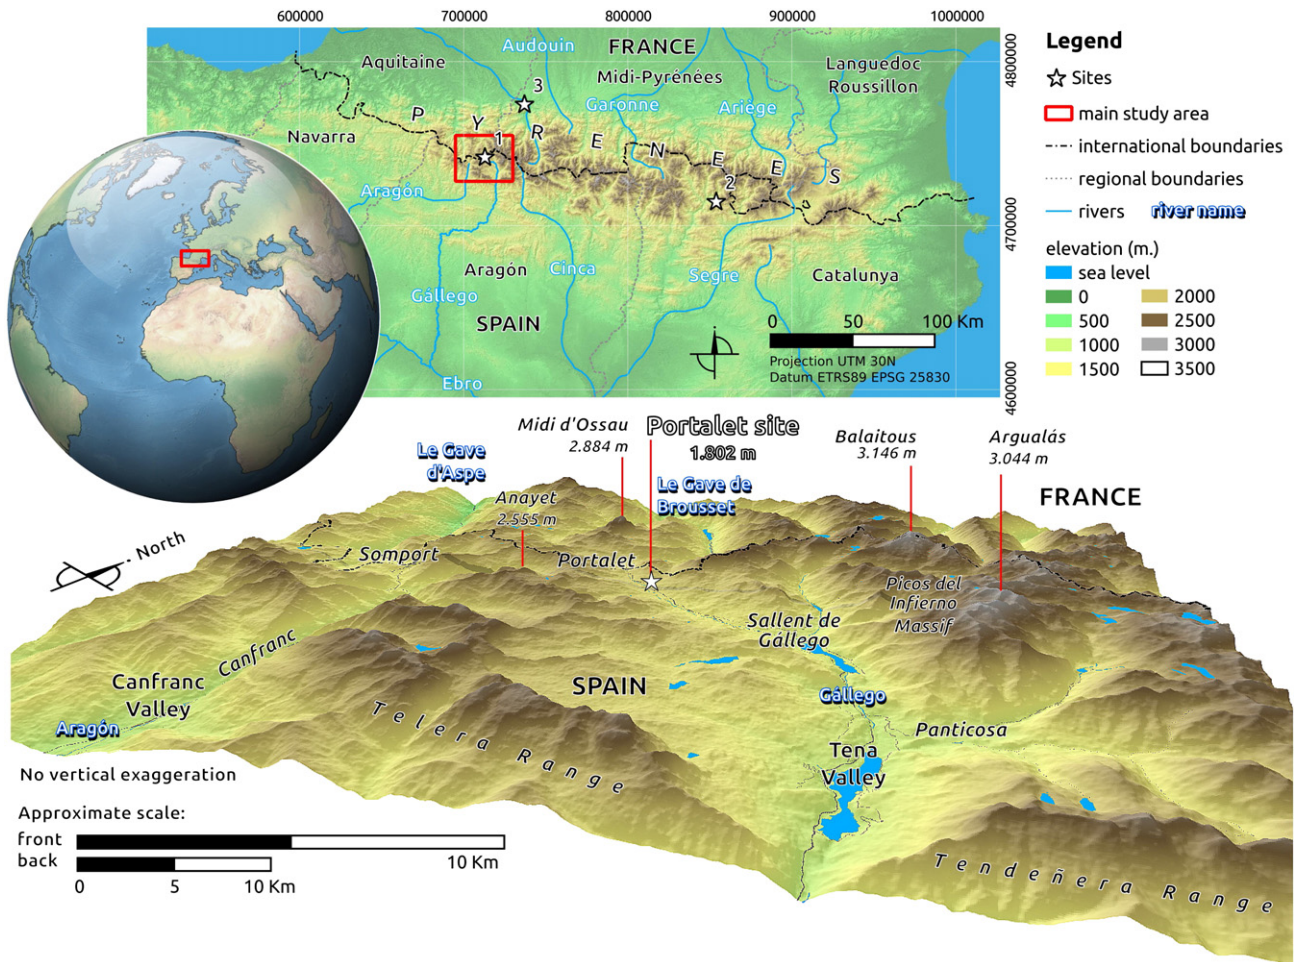 600000 700000 800000 900000 1000000
Audouin
FRANCE
Aquitaine
Midi-Pyrénées
Languedoc
Roussillon
4800000
3
Garonne
Ariége
Navarra
P Y R E N E E S
1
2
Aragón
4700000
Aragón
Cinca
Segre
Catalunya
Gállego
SPAIN
0 50 100 Km
Projection UTM 30N
Datum ETRS89 EPSG 25830
Ebro
4600000
Legend
Sites
main study area
international boundaries
regional boundaries
rivers river name
elevation (m.)
sea level
0 2000
500 2500
1000 3000
1500 3500
Midi d'Ossau
2.884 m
Portalet site
1.802 m
Balaitous
3.146 m
Argualás
3.044 m
Le Gave
d'Aspe
Le Gave de
Brousset
FRANCE
Anayet
2.555 m
North
Somport
Portalet
Picos del
Infierno
Massif
Sallent de
Gállego
Canfranc
Canfranc
Valley
SPAIN
Gállego
Aragón
Telera Range
Panticosa
Tena
Valley
No vertical exaggeration
Approximate scale:
front
10 Km
back
0 5 10 Km
Tendeñera Range